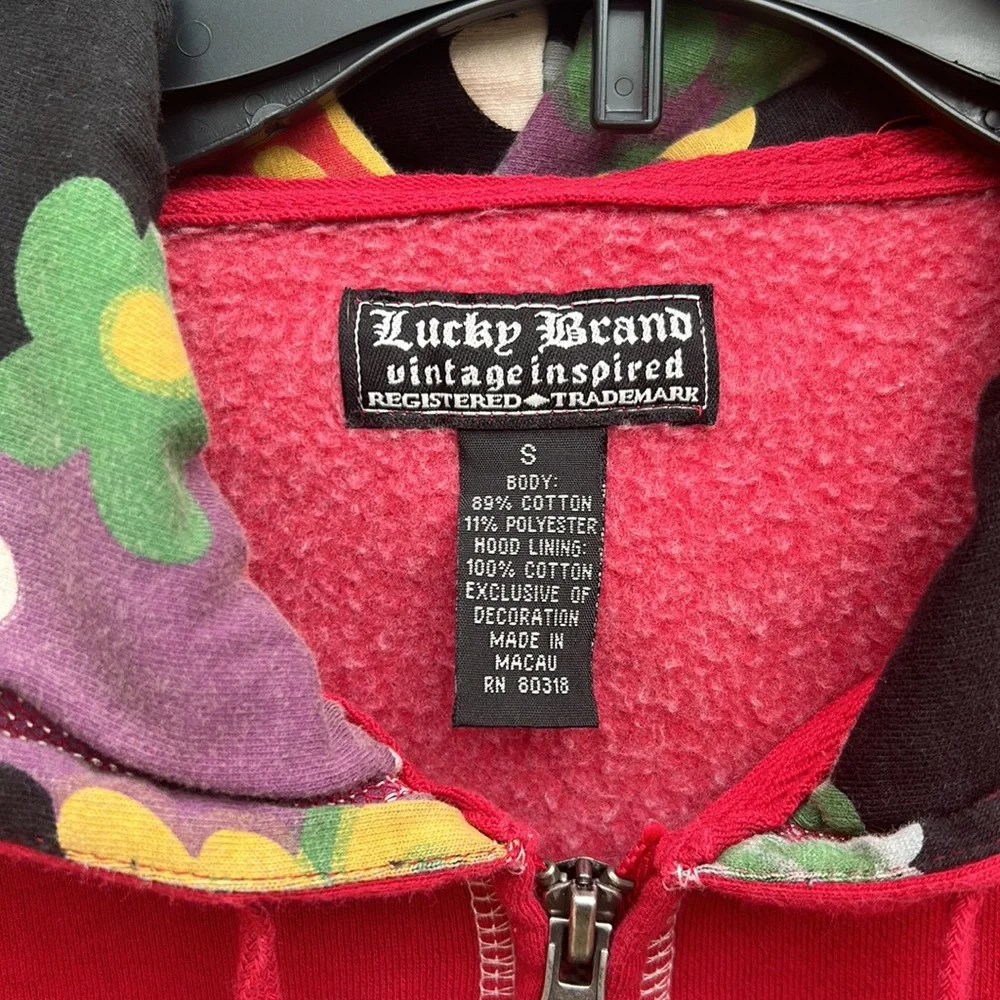 Lucky Brand
vintage inspired
REGISTERED◆TRADEMARK
S
BODY:
89% COTTON
11% POLYESTER
HOOD LINING:
100% COTTON
EXCLUSIVE OF
DECORATION
MADE IN
MACAU
RN 80318